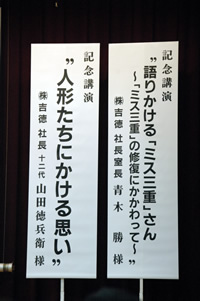 記念講演
“語りかける「ミス三重」さん
~「ミス三重」の修復にかかわって~”
㈱吉徳 社長室長 青木 勝 様
記念講演
“人形たちにかける思い”
㈱吉徳 社長 十二代 山田徳兵衛 様